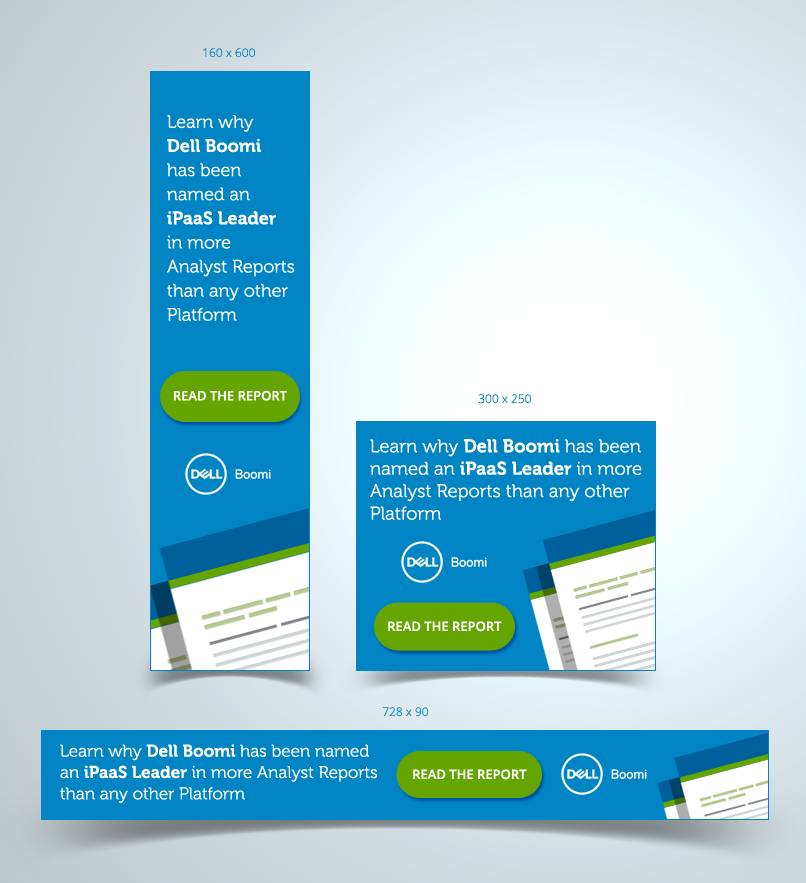 160 x 600
Learn why
Dell Boomi
has been
named an
iPaaS Leader
in more
Analyst Reports
than any other
Platform
READ THE REPORT
DELL Boomi
300 x 250
Learn why Dell Boomi has been
named an iPaaS Leader in more
Analyst Reports than any other
Platform
DELL Boomi
READ THE REPORT
728 x 90
Learn why Dell Boomi has been named
an iPaaS Leader in more Analyst Reports
than any other Platform
READ THE REPORT
DELL Boomi